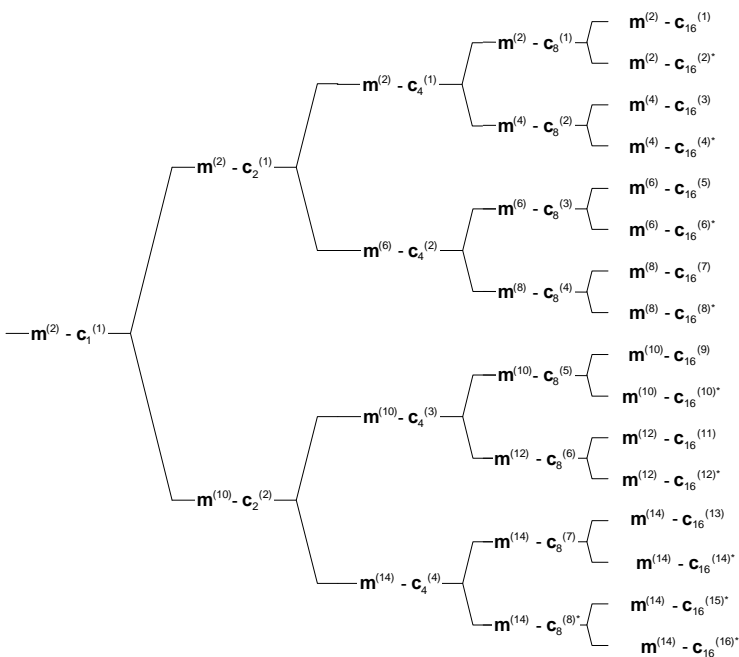 m(2) - c1(1)
m(2) - c2(1)
m(10) - c2(2)
m(2) - c4(1)
m(6) - c4(2)
m(10) - c4(3)
m(14) - c4(4)
m(2) - c8(1)
m(4) - c8(2)
m(6) - c8(3)
m(8) - c8(4)
m(10) - c8(5)
m(12) - c8(6)
m(14) - c8(7)
m(14) - c8(8)*
m(2) - c16(1)
m(2) - c16(2)*
m(4) - c16(3)
m(4) - c16(4)*
m(6) - c16(5)
m(6) - c16(6)*
m(8) - c16(7)
m(8) - c16(8)*
m(10) - c16(9)
m(10) - c16(10)*
m(12) - c16(11)
m(12) - c16(12)*
m(14) - c16(13)
m(14) - c16(14)*
m(14) - c16(15)*
m(14) - c16(16)*